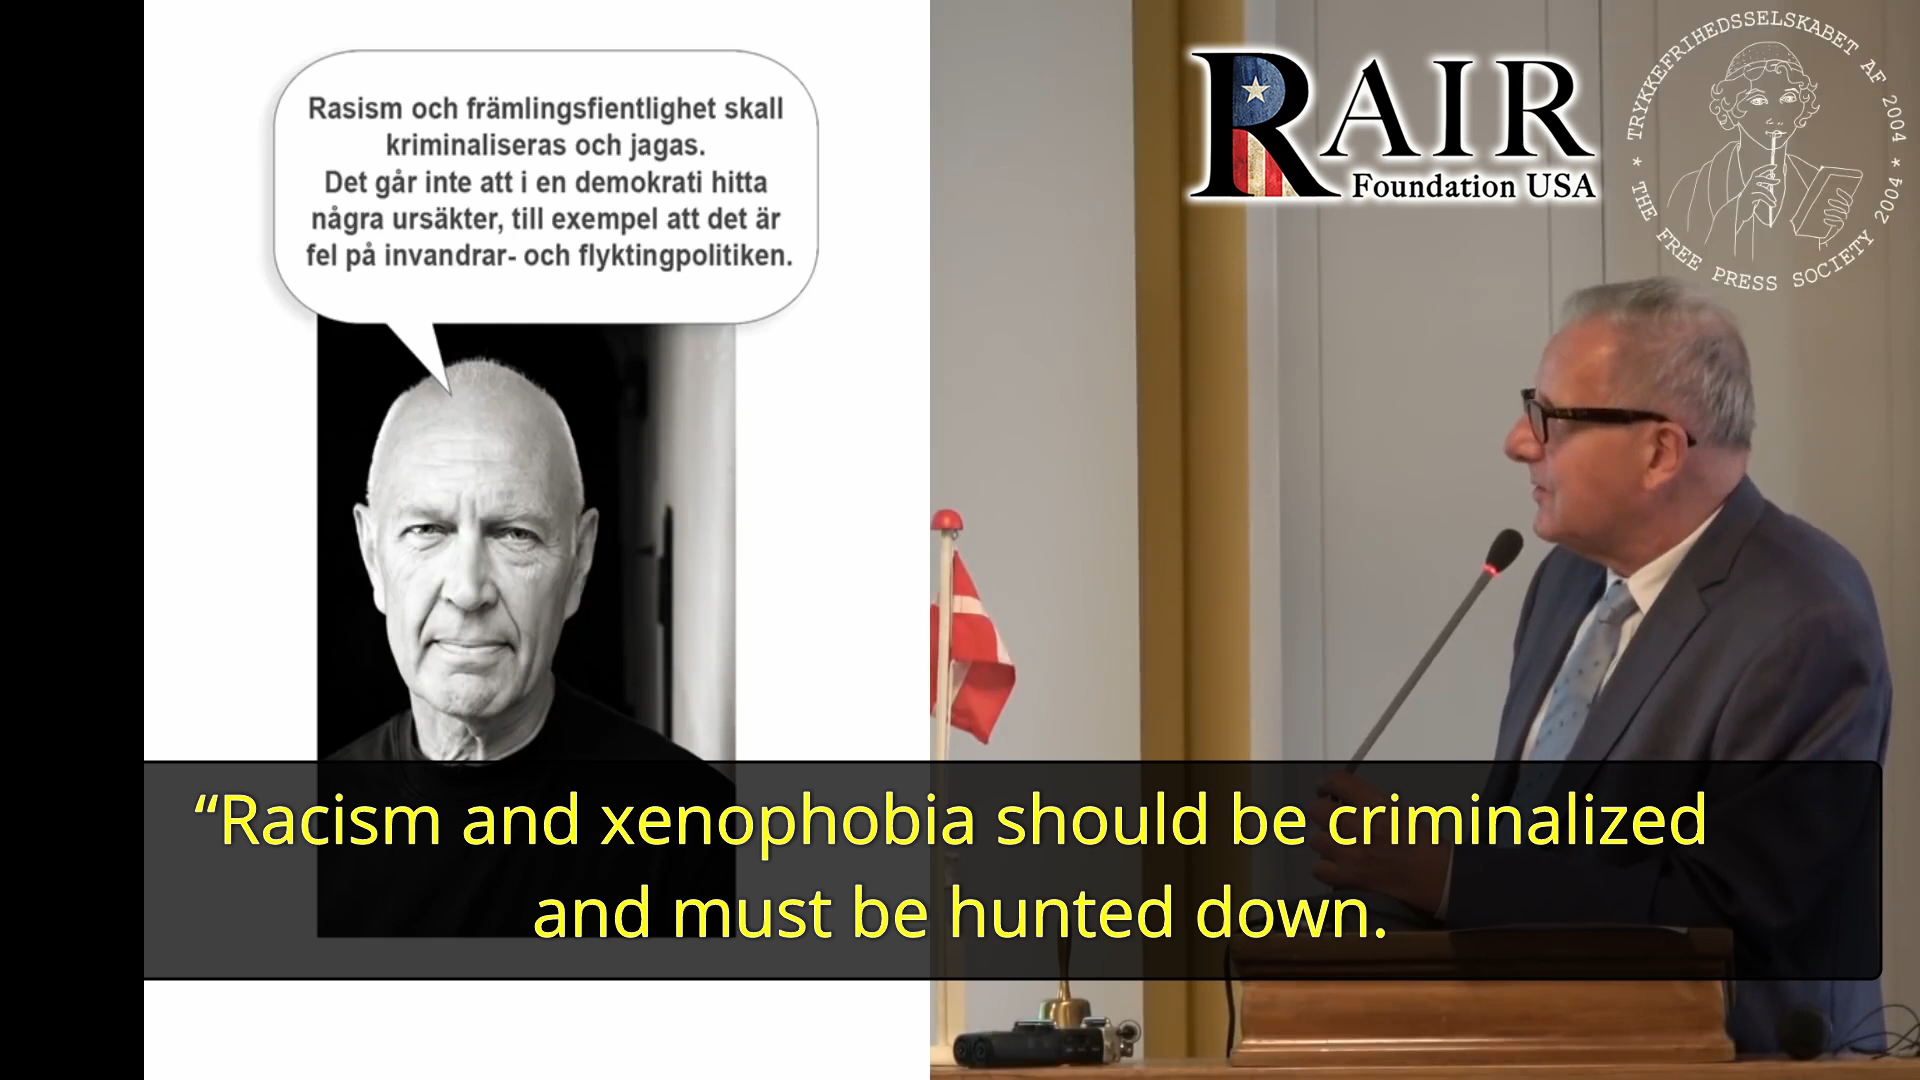 Rasism och främlingsfientlighet skall
kriminaliseras och jagas.
Det går inte att i en demokrati hitta
några ursäkter, till exempel att det är
fel på invandrar- och flyktingpolitiken.
RAIR
Foundation USA
* TRYKKEFRIHEDSSELSKABET AF 2004 *
THE FREE PRESS SOCIETY 2004
“Racism and xenophobia should be criminalized
and must be hunted down.